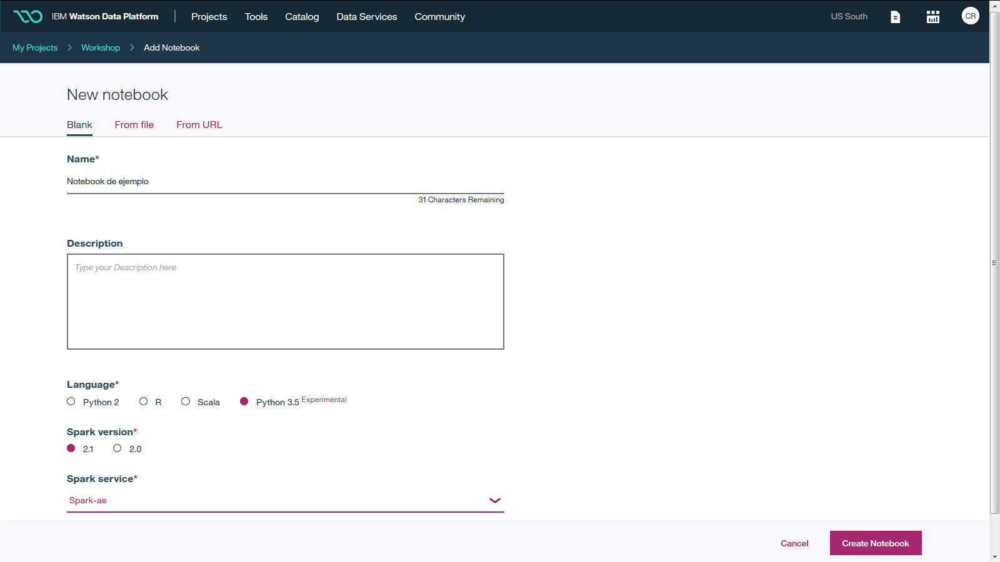 IBM Watson Data Platform Projects Tools Catalog Data Services Community US South CR
My Projects Workshop Add Notebook
New notebook
Blank From file From URL
Name*
Notebook de ejemplo
31 Characters Remaining
Description
Type your Description here
Language*
Python 2 R Scala Python 3.5 Experimental
Spark version*
2.1 2.0
Spark service*
Spark-ae
Cancel Create Notebook